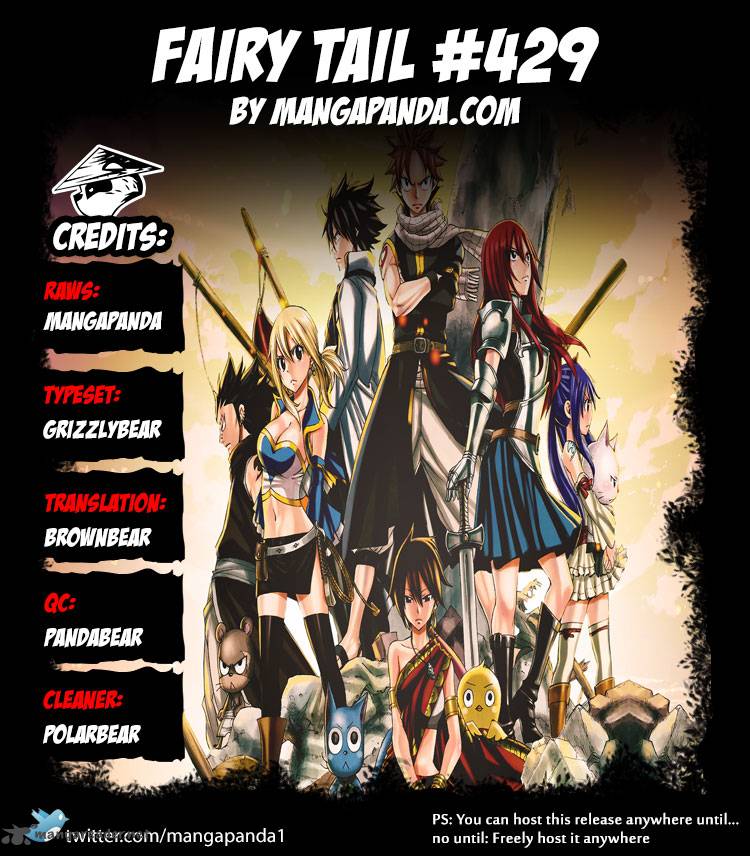 FAIRY TAIL #429
BY MANGAPANDA.COM
CREDITS:
RAWS:
MANGAPANDA
TYPESET:
GRIZZLYBEAR
TRANSLATION:
BROWNBEAR
QC:
PANDABEAR
CLEANER:
POLARBEAR
twitter.com/mangapanda1
PS: You can host this release anywhere until...
no until: Freely host it anywhere